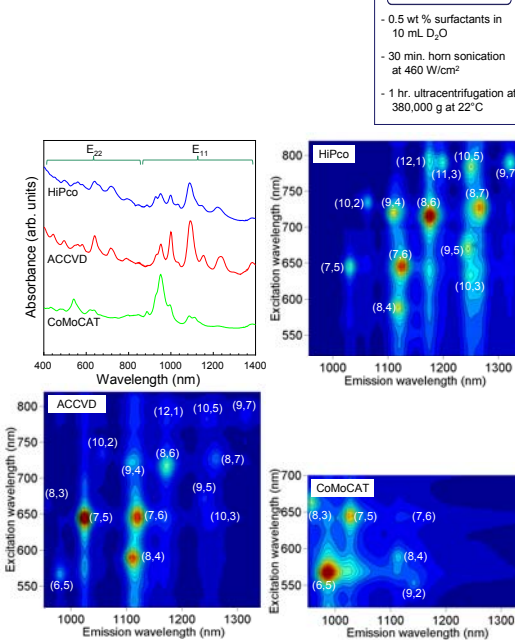 - 0.5 wt % surfactants in
10 mL D₂O
- 30 min. horn sonication
at 460 W/cm²
- 1 hr. ultracentrifugation at
380,000 g at 22°C
E₂₂
E₁₁
HiPco
ACCVD
CoMoCAT
Absorbance (arb. units)
400 600 800 1000 1200 1400
Wavelength (nm)
HiPco
(12,1)
(10,5)
(11,3)
(9,7)
(10,2)
(9,4)
(8,6)
(8,7)
(7,6)
(9,5)
(7,5)
(10,3)
(8,4)
800
750
700
650
600
550
Excitation wavelength (nm)
1000 1100 1200 1300
Emission wavelength (nm)
ACCVD
(12,1)
(10,5)
(9,7)
(10,2)
(8,6)
(9,4)
(8,7)
(8,3)
(9,5)
(7,5)
(7,6)
(10,3)
(8,4)
(6,5)
800
750
700
650
600
550
Excitation wavelength (nm)
1000 1100 1200 1300
Emission wavelength (nm)
CoMoCAT
(8,3)
(7,5)
(7,6)
(8,4)
(6,5)
(9,2)
700
650
600
550
Excitation wavelength (nm)
1000 1100 1200 1300
Emission wavelength (nm)